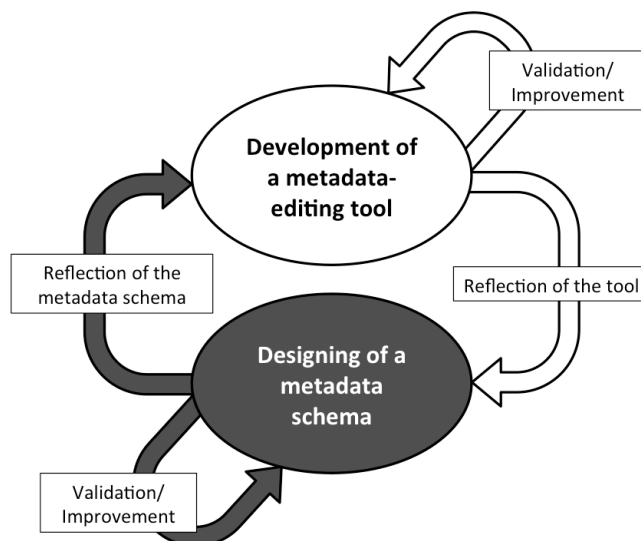 Validation/
Improvement
Development of
a metadata-
editing tool
Reflection of the
metadata schema
Reflection of the tool
Designing of a
metadata
schema
Validation/
Improvement